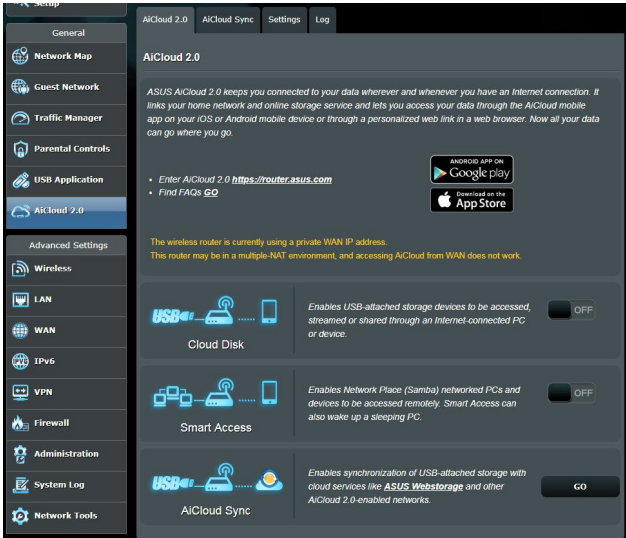 Setup
General
Network Map
Guest Network
Traffic Manager
Parental Controls
USB Application
AiCloud 2.0
Advanced Settings
Wireless
LAN
WAN
IPv6
VPN
Firewall
Administration
System Log
Network Tools
AiCloud 2.0 AiCloud Sync Settings Log
AiCloud 2.0
ASUS AiCloud 2.0 keeps you connected to your data wherever and whenever you have an Internet connection. It
links your home network and online storage service and lets you access your data through the AiCloud mobile
app on your iOS or Android mobile device or through a personalized web link in a web browser. Now all your data
can go where you go.
• Enter AiCloud 2.0 https://router.asus.com
• Find FAQs GO
ANDROID APP ON
Google play
Download on the
App Store
The wireless router is currently using a private WAN IP address.
This router may be in a multiple-NAT environment, and accessing AiCloud from WAN does not work.
USB
Cloud Disk
Enables USB-attached storage devices to be accessed,
streamed or shared through an Internet-connected PC
or device.
OFF
Smart Access
Enables Network Place (Samba) networked PCs and
devices to be accessed remotely. Smart Access can
also wake up a sleeping PC.
OFF
USB
AiCloud Sync
Enables synchronization of USB-attached storage with
cloud services like ASUS Webstorage and other
AiCloud 2.0-enabled networks.
GO